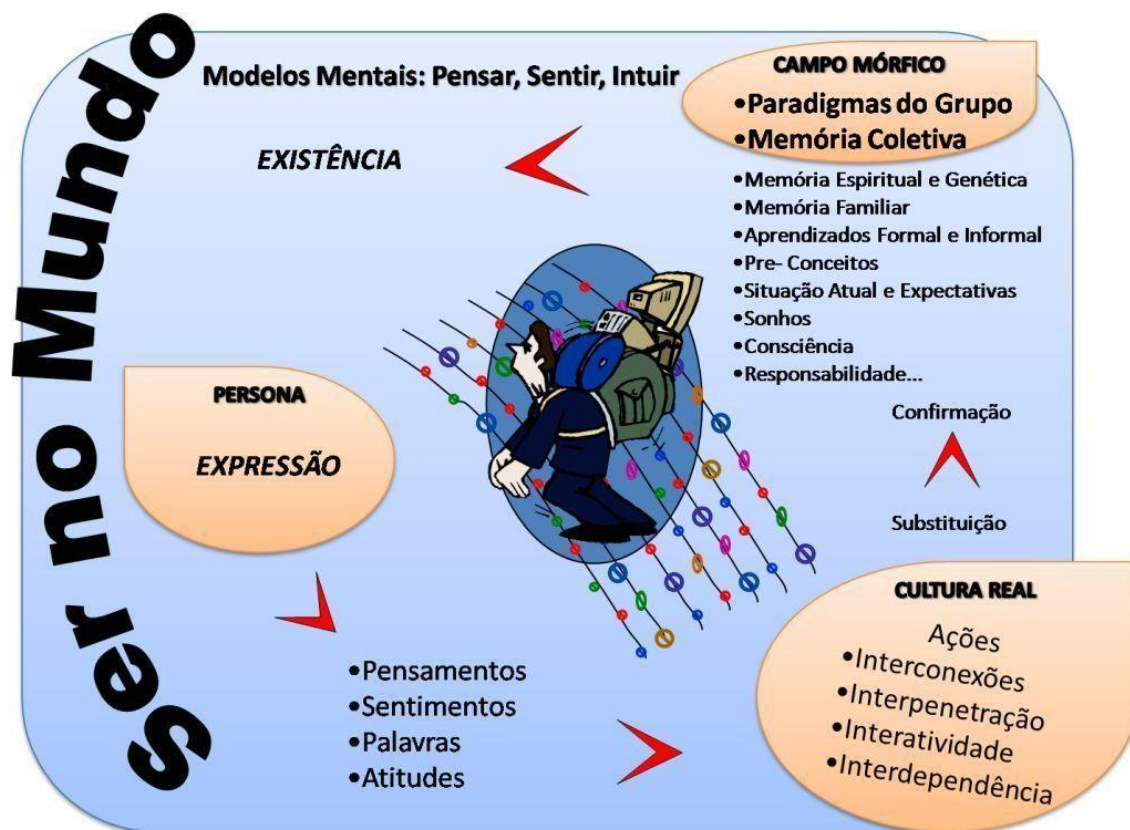 Ser no Mundo
Modelos Mentais: Pensar, Sentir, Intuir
EXISTÊNCIA
CAMPO MÓRFICO
•Paradigmas do Grupo
•Memória Coletiva
•Memória Espiritual e Genética
•Memória Familiar
•Aprendizados Formal e Informal
•Pre- Conceitos
•Situação Atual e Expectativas
•Sonhos
•Consciência
•Responsabilidade...
Confirmação
Substituição
PERSONA
EXPRESSÃO
•Pensamentos
•Sentimentos
•Palavras
•Atitudes
CULTURA REAL
Ações
•Interconexões
•Interpenetração
•Interatividade
•Interdependência